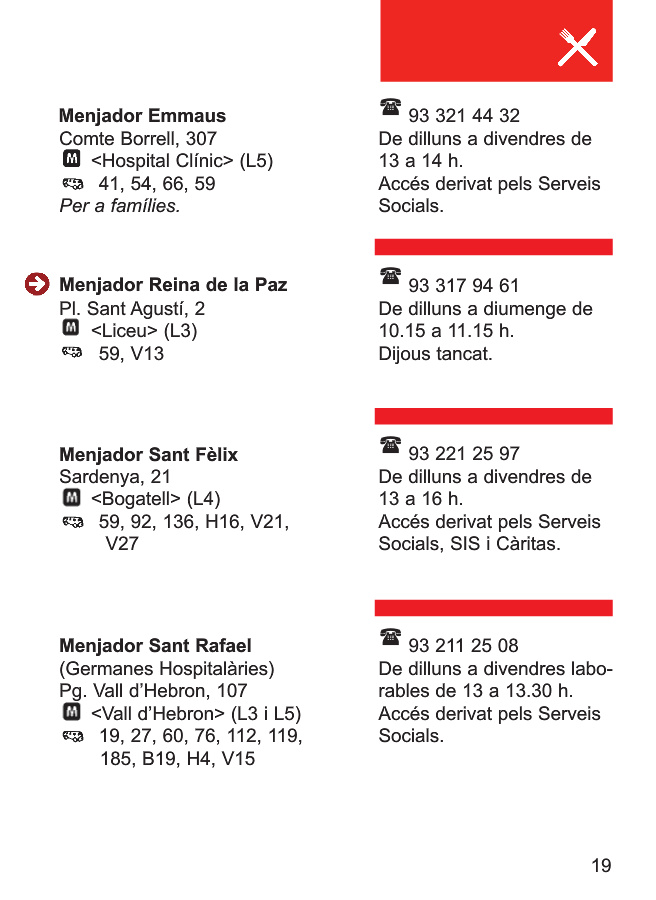 Menjador Emmaus
Comte Borrell, 307
M <Hospital Clínic> (L5)
41, 54, 66, 59
Per a famílies.
93 321 44 32
De dilluns a divendres de
13 a 14 h.
Accés derivat pels Serveis
Socials.
Menjador Reina de la Paz
Pl. Sant Agustí, 2
M <Liceu> (L3)
59, V13
93 317 94 61
De dilluns a diumenge de
10.15 a 11.15 h.
Dijous tancat.
Menjador Sant Fèlix
Sardenya, 21
M <Bogatell> (L4)
59, 92, 136, H16, V21,
V27
93 221 25 97
De dilluns a divendres de
13 a 16 h.
Accés derivat pels Serveis
Socials, SIS i Càritas.
Menjador Sant Rafael
(Germanes Hospitalàries)
Pg. Vall d’Hebron, 107
M <Vall d’Hebron> (L3 i L5)
19, 27, 60, 76, 112, 119,
185, B19, H4, V15
93 211 25 08
De dilluns a divendres labo-
rables de 13 a 13.30 h.
Accés derivat pels Serveis
Socials.
19